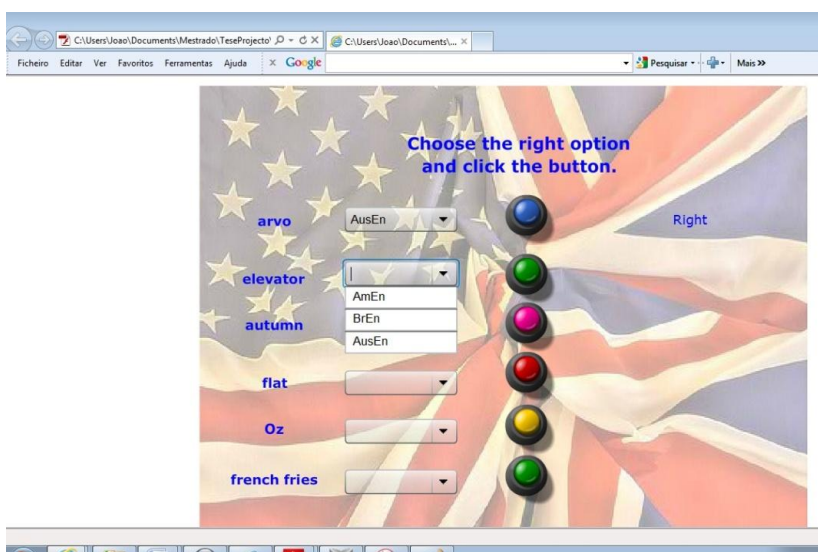 C:\Users\Joao\Documents\Mestrado\TeseProjecto\
C:\Users\Joao\Documents\...
Ficheiro Editar Ver Favoritos Ferramentas Ajuda x Google Pesquisar Mais »
Choose the right option
and click the button.
arvo AusEn Right
elevator
AmEn
autumn BrEn
AusEn
flat
Oz
french fries